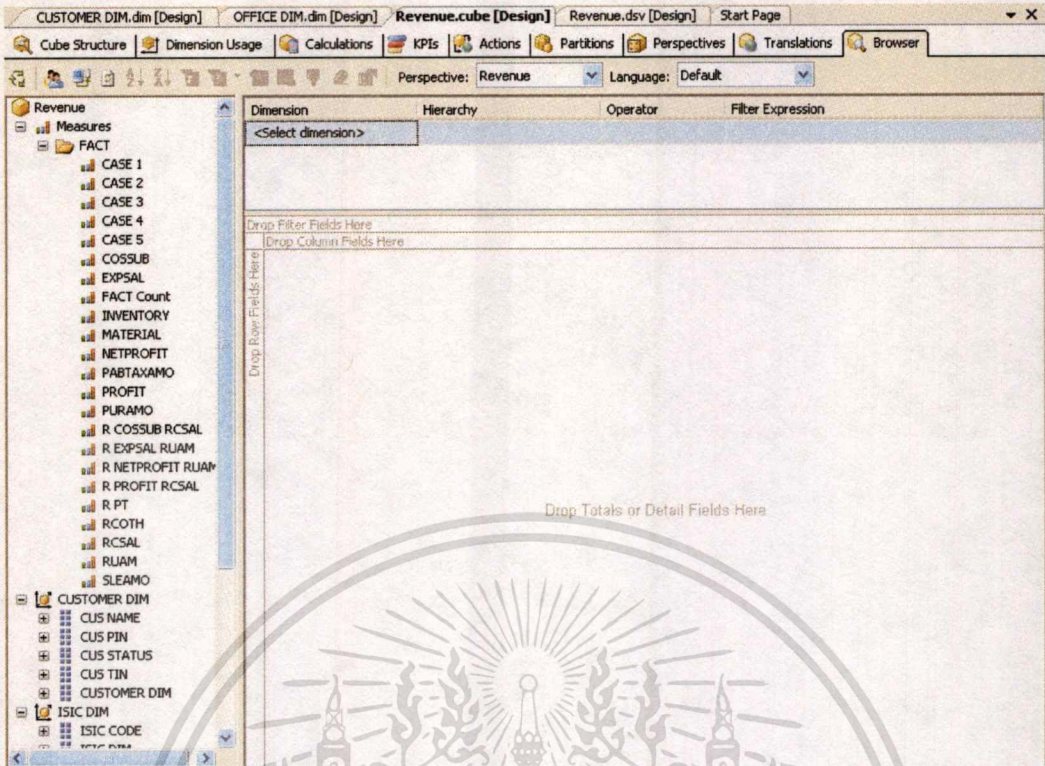 CUSTOMER DIM.dim [Design] OFFICE DIM.dim [Design] Revenue.cube [Design] Revenue.dsv [Design] Start Page
Cube Structure Dimension Usage Calculations KPIs Actions Partitions Perspectives Translations Browser
Perspective: Revenue Language: Default
Revenue
Measures
FACT
CASE 1
CASE 2
CASE 3
CASE 4
CASE 5
COSSUB
EXPSAL
FACT Count
INVENTORY
MATERIAL
NETPROFIT
PABTAXAMO
PROFIT
PURAMO
R COSSUB RCSAL
R EXPSAL RUAM
R NETPROFIT RUAM
R PROFIT RCSAL
R PT
RCOTH
RCSAL
RUAM
SLEAMO
CUSTOMER DIM
CUS NAME
CUS PIN
CUS STATUS
CUS TIN
CUSTOMER DIM
ISIC DIM
ISIC CODE
ISIC DIM
Dimension Hierarchy Operator Filter Expression
<Select dimension>
Drop Filter Fields Here
Drop Column Fields Here
Drop Row Fields Here
Drop Totals or Detail Fields Here